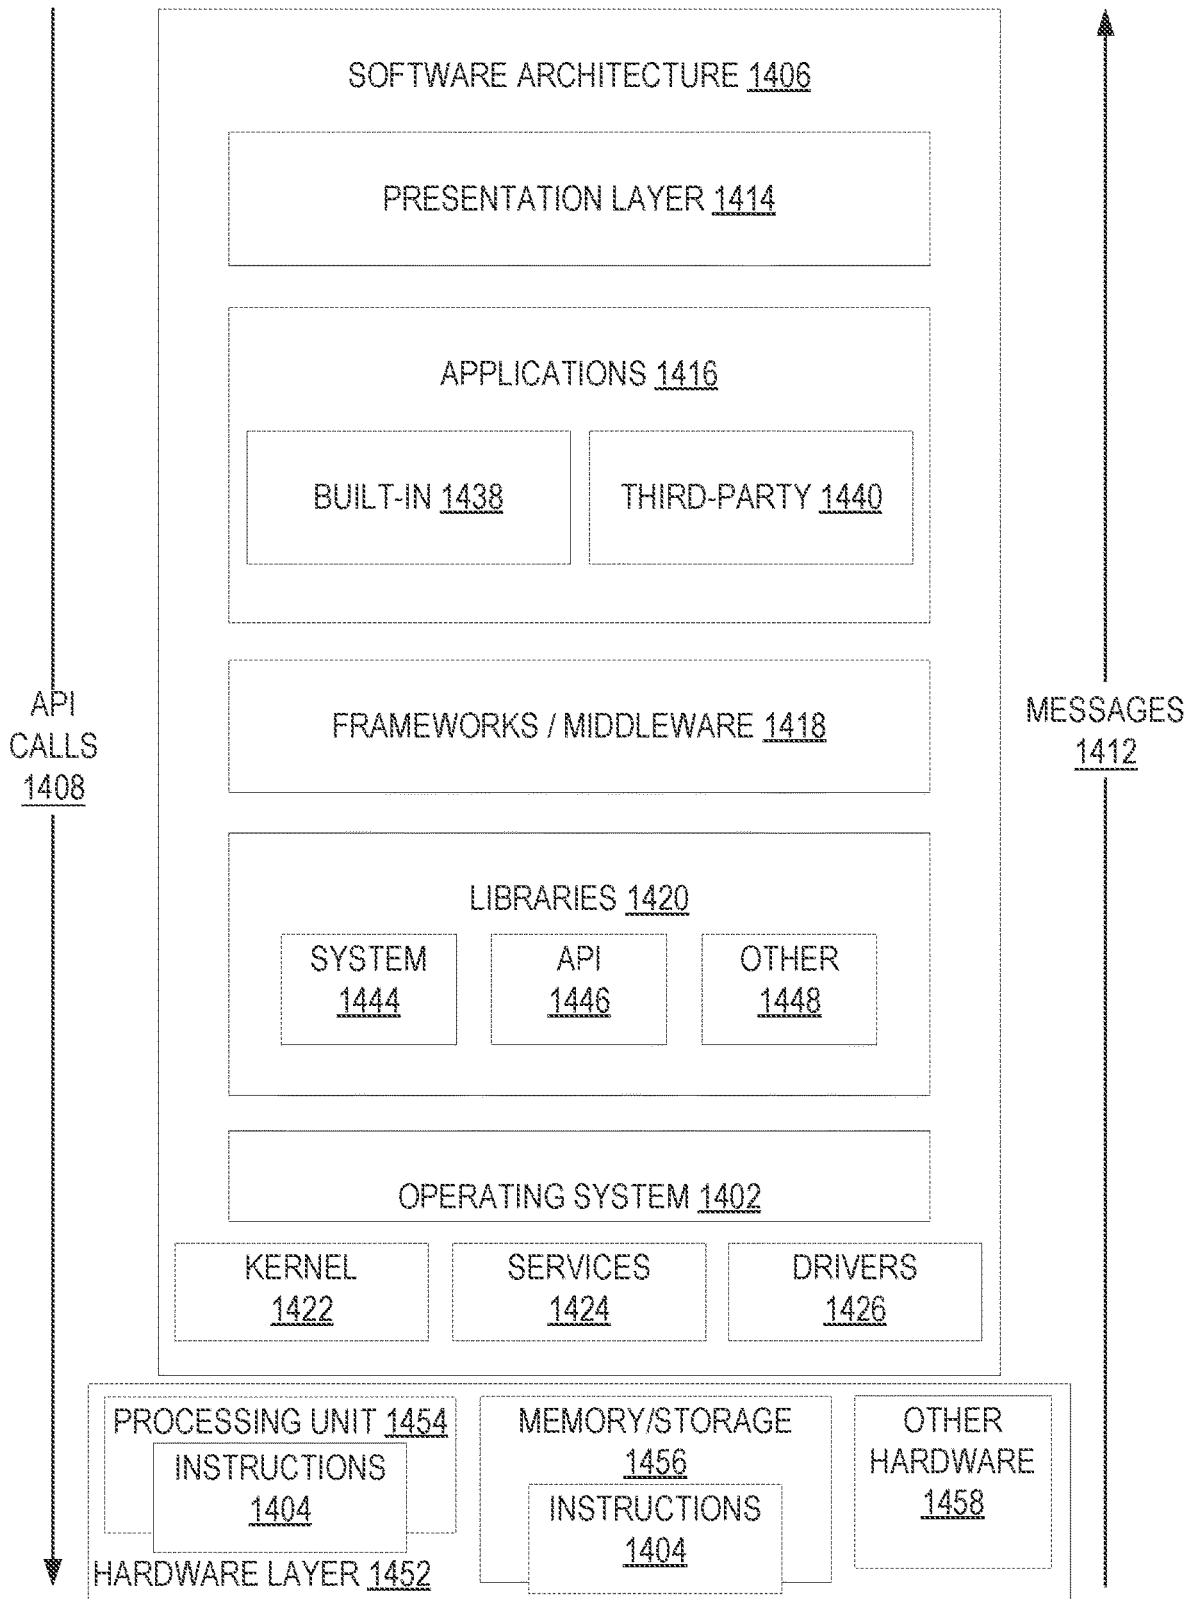 SOFTWARE ARCHITECTURE 1406
PRESENTATION LAYER 1414
APPLICATIONS 1416
BUILT-IN 1438
THIRD-PARTY 1440
API
CALLS
1408
FRAMEWORKS / MIDDLEWARE 1418
MESSAGES
1412
LIBRARIES 1420
SYSTEM
1444
API
1446
OTHER
1448
OPERATING SYSTEM 1402
KERNEL
1422
SERVICES
1424
DRIVERS
1426
PROCESSING UNIT 1454
INSTRUCTIONS
1404
MEMORY/STORAGE
1456
INSTRUCTIONS
1404
OTHER
HARDWARE
1458
HARDWARE LAYER 1452